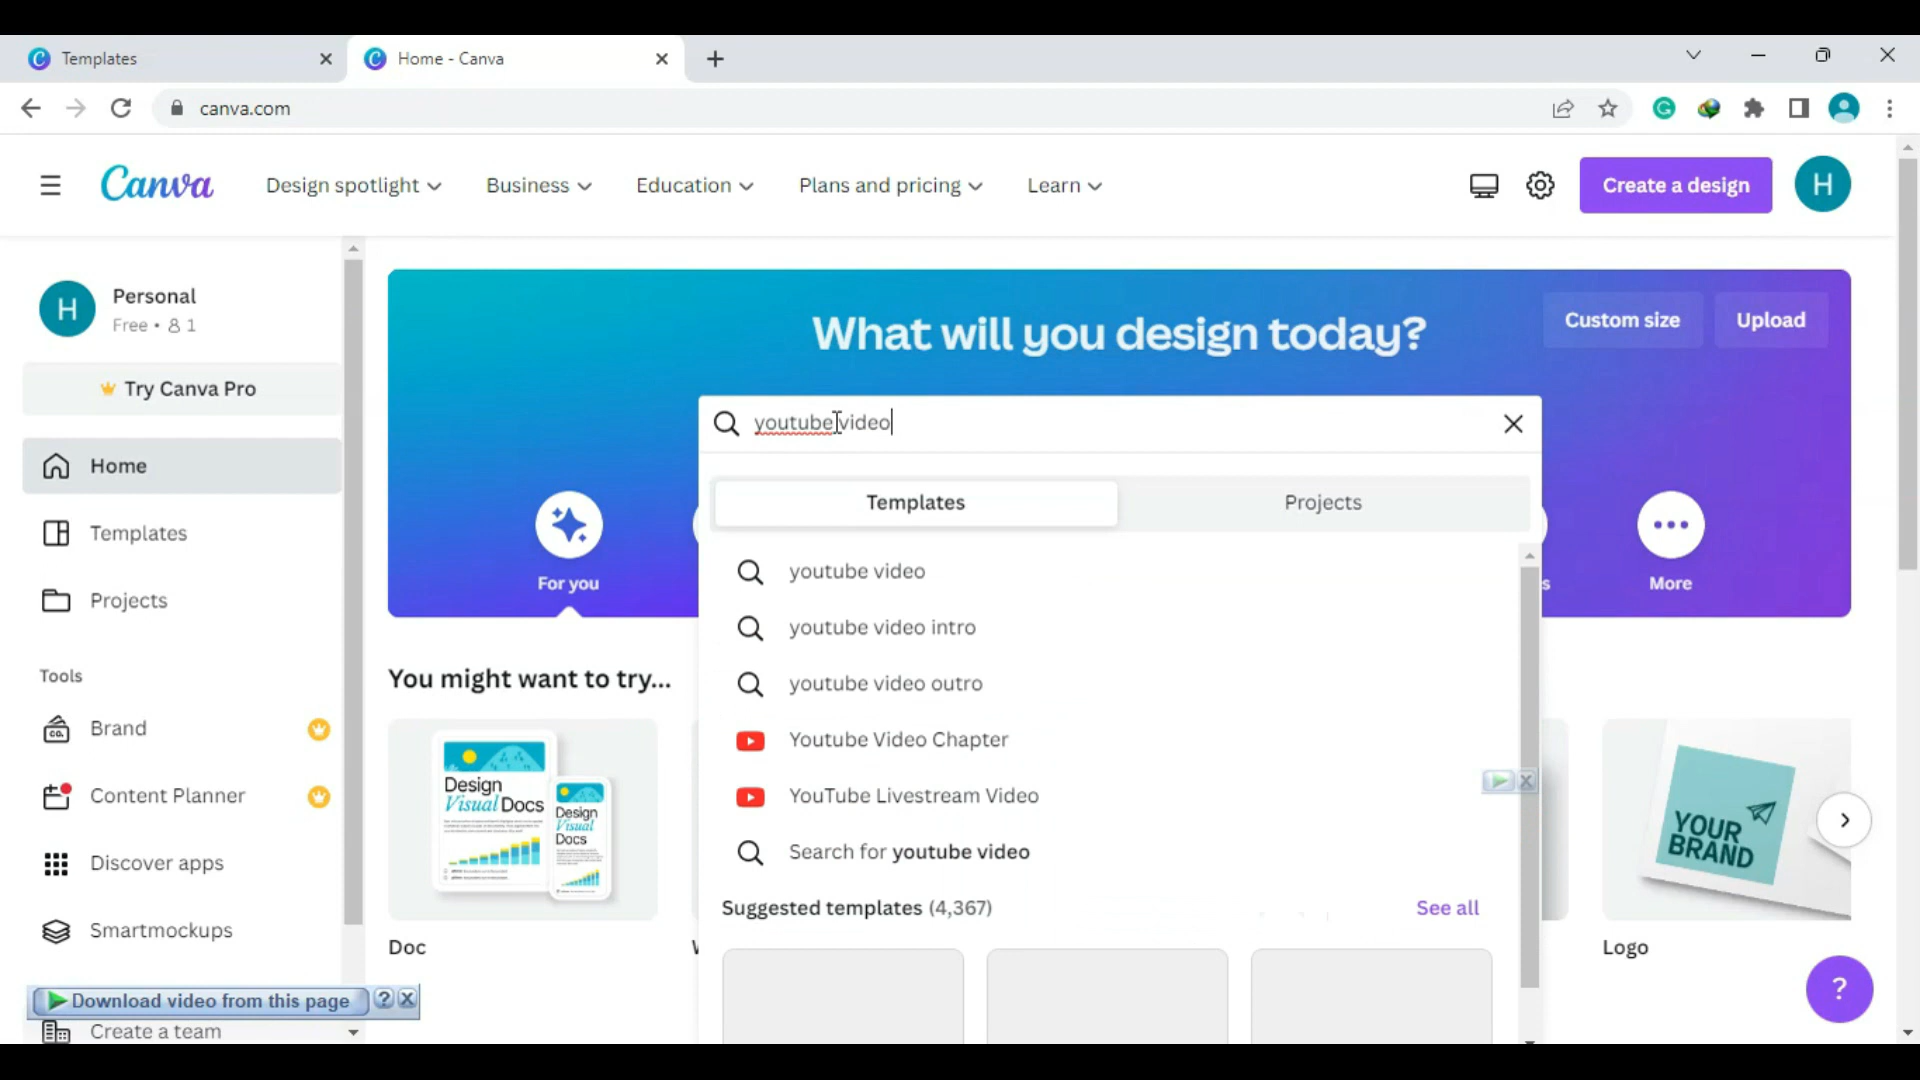 Templates
Home - Canva
canva.com
Canva
Design spotlight
Business
Education
Plans and pricing
Learn
Create a design
H
H
Personal
Free • 1
Try Canva Pro
Home
Templates
Projects
Tools
Brand
Content Planner
Discover apps
Smartmockups
Download video from this page
Create a team
What will you design today?
Custom size
Upload
youtube video
Templates
Projects
For you
s
More
youtube video
youtube video intro
youtube video outro
Youtube Video Chapter
YouTube Livestream Video
Search for youtube video
Suggested templates (4,367)
See all
You might want to try...
Design
Visual Docs
Design
Visual
Docs
Doc
YOUR
BRAND
Logo
?